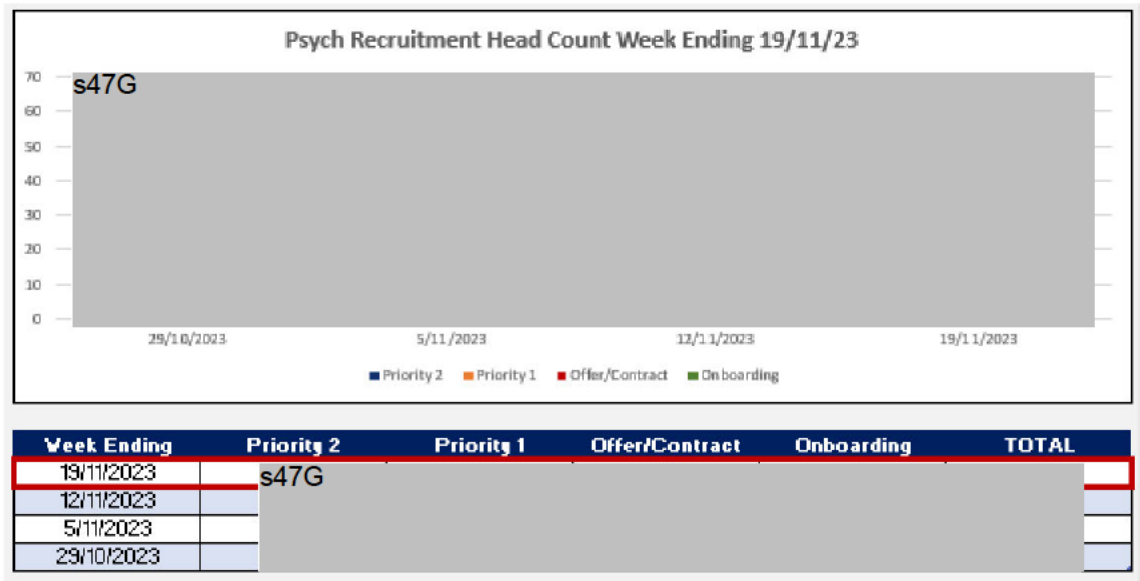 Psych Recruitment Head Count Week Ending 19/11/23
70
s47G
60
50
40
30
20
10
0
29/10/2023 5/11/2023 12/11/2023 19/11/2023
Priority 2 Priority 1 Offer/Contract Onboarding
Week Ending Priority 2 Priority 1 Offer/Contract Onboarding TOTAL
19/11/2023 s47G
12/11/2023
5/11/2023
29/10/2023